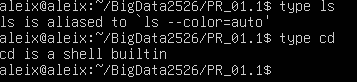 aleix@aleix:~/BigData2526/PR_01.1$ type ls
ls is aliased to `ls --color=auto'
aleix@aleix:~/BigData2526/PR_01.1$ type cd
cd is a shell builtin
aleix@aleix:~/BigData2526/PR_01.1$